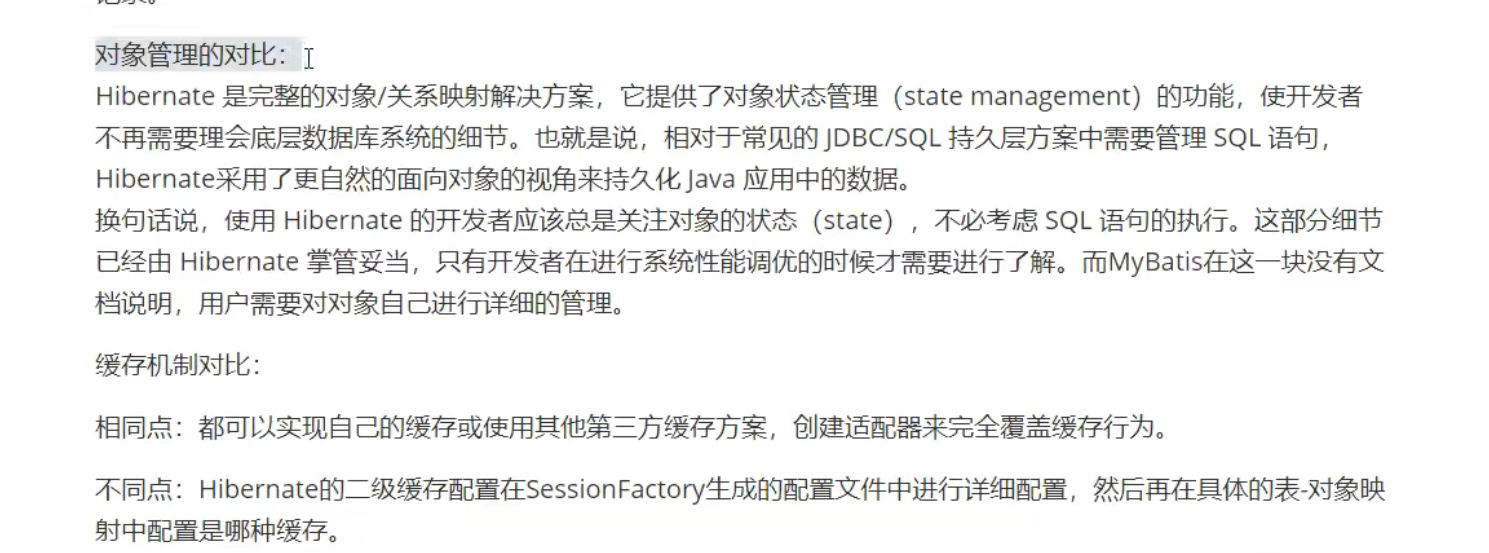 记录。
对象管理的对比：
Hibernate 是完整的对象/关系映射解决方案，它提供了对象状态管理（state management）的功能，使开发者
不再需要理会底层数据库系统的细节。也就是说，相对于常见的 JDBC/SQL 持久层方案中需要管理 SQL 语句，
Hibernate采用了更自然的面向对象的视角来持久化 Java 应用中的数据。
换句话说，使用 Hibernate 的开发者应该总是关注对象的状态（state），不必考虑 SQL 语句的执行。这部分细节
已经由 Hibernate 掌管妥当，只有开发者在进行系统性能调优的时候才需要进行了解。而MyBatis在这一块没有文
档说明，用户需要对对象自己进行详细的管理。
缓存机制对比：
相同点：都可以实现自己的缓存或使用其他第三方缓存方案，创建适配器来完全覆盖缓存行为。
不同点：Hibernate的二级缓存配置在SessionFactory生成的配置文件中进行详细配置，然后再在具体的表-对象映
射中配置是哪种缓存。